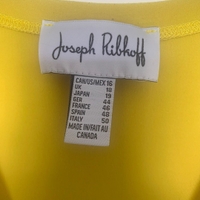 Joseph Ribkoff
CAN/US/MEX 16
UK 18
JAPAN 19
GER 44
FRANCE 46
SPAIN 48
ITALY 50
MADE IN/FAIT AU
CANADA